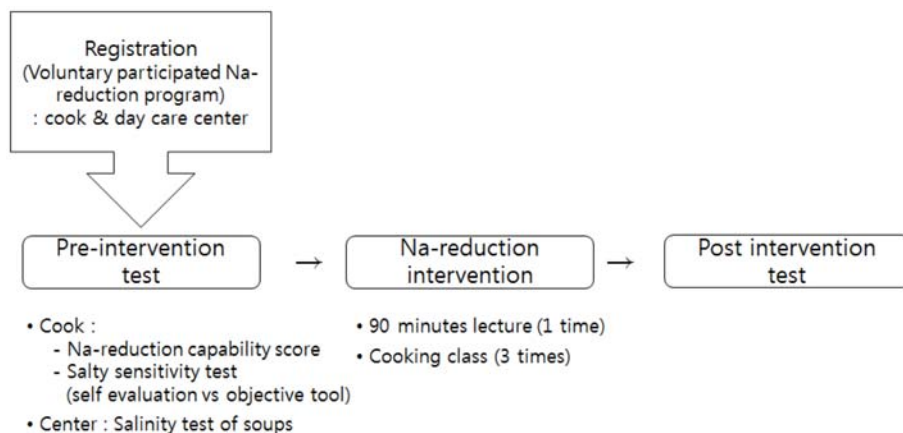 Registration
(Voluntary participated Na-
reduction program)
: cook & day care center
Pre-intervention
test
→
Na-reduction
intervention
→
Post intervention
test
• Cook :
- Na-reduction capability score
- Salty sensitivity test
(self evaluation vs objective tool)
• Center : Salinity test of soups
• 90 minutes lecture (1 time)
• Cooking class (3 times)